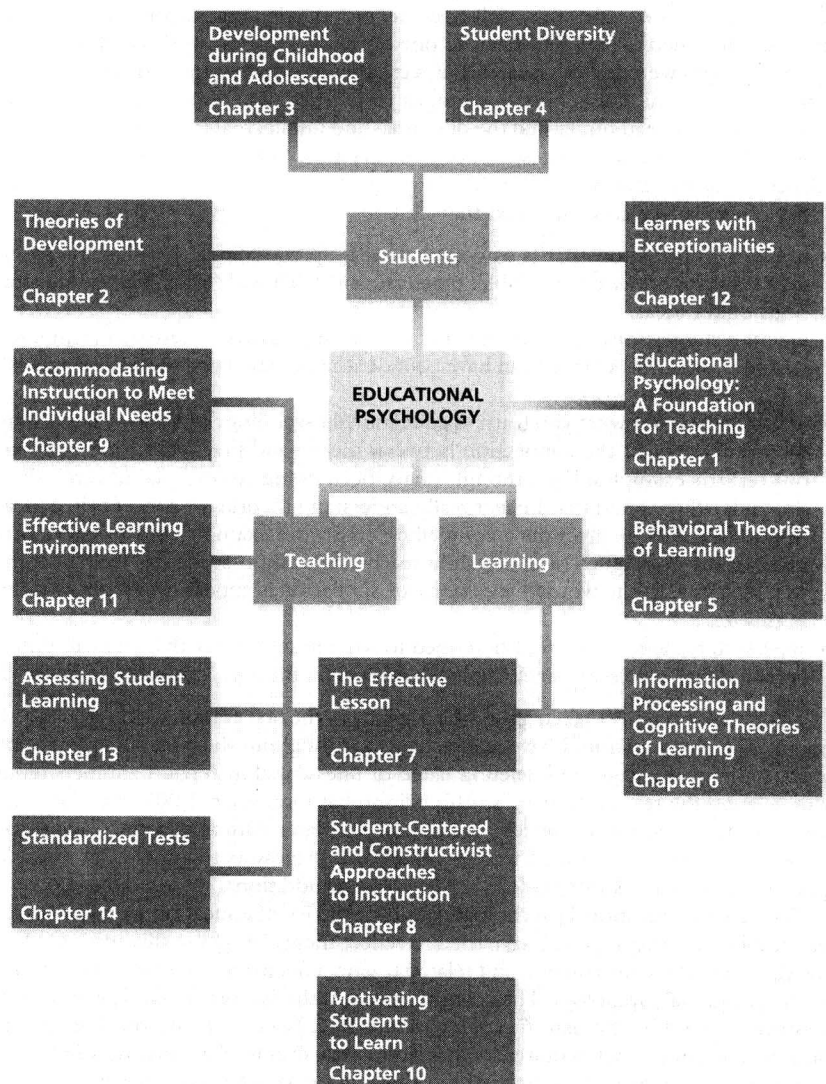 Development
during Childhood
and Adolescence
Chapter 3
Student Diversity
Chapter 4
Theories of
Development
Chapter 2
Students
Learners with
Exceptionalities
Chapter 12
Accommodating
Instruction to Meet
Individual Needs
Chapter 9
EDUCATIONAL
PSYCHOLOGY
Educational
Psychology:
A Foundation
for Teaching
Chapter 1
Effective Learning
Environments
Chapter 11
Teaching
Learning
Behavioral Theories
of Learning
Chapter 5
Assessing Student
Learning
Chapter 13
The Effective
Lesson
Chapter 7
Information
Processing and
Cognitive Theories
of Learning
Chapter 6
Standardized Tests
Chapter 14
Student-Centered
and Constructivist
Approaches
to Instruction
Chapter 8
Motivating
Students
to Learn
Chapter 10